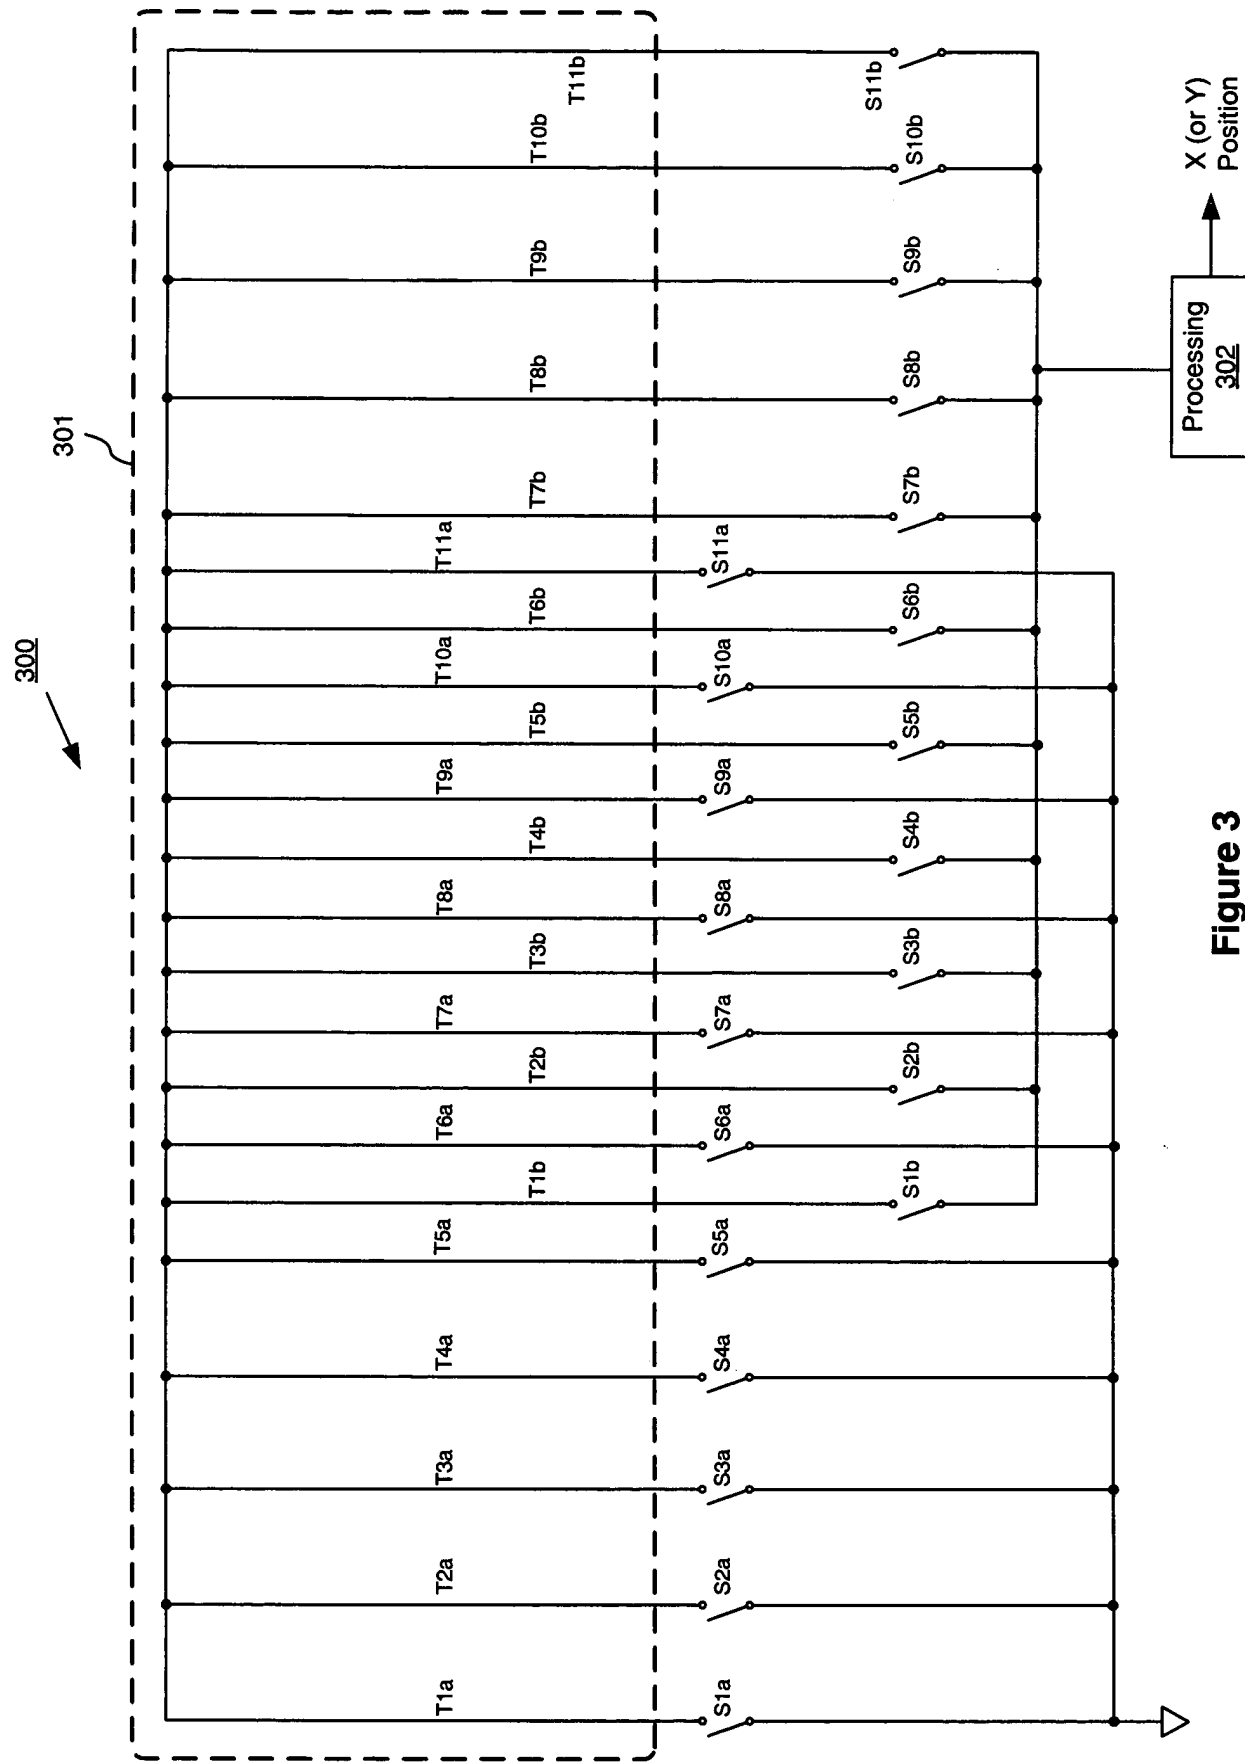 300
301
T1a
T2a
T3a
T4a
T5a
T1b
T6a
T2b
T7a
T3b
T8a
T4b
T9a
T5b
T10a
T6b
T11a
T7b
T8b
T9b
T10b
T11b
S1a
S2a
S3a
S4a
S5a
S1b
S6a
S2b
S7a
S3b
S8a
S4b
S9a
S5b
S10a
S6b
S11a
S7b
S8b
S9b
S10b
S11b
Processing
302
X (or Y)
Position
Figure 3